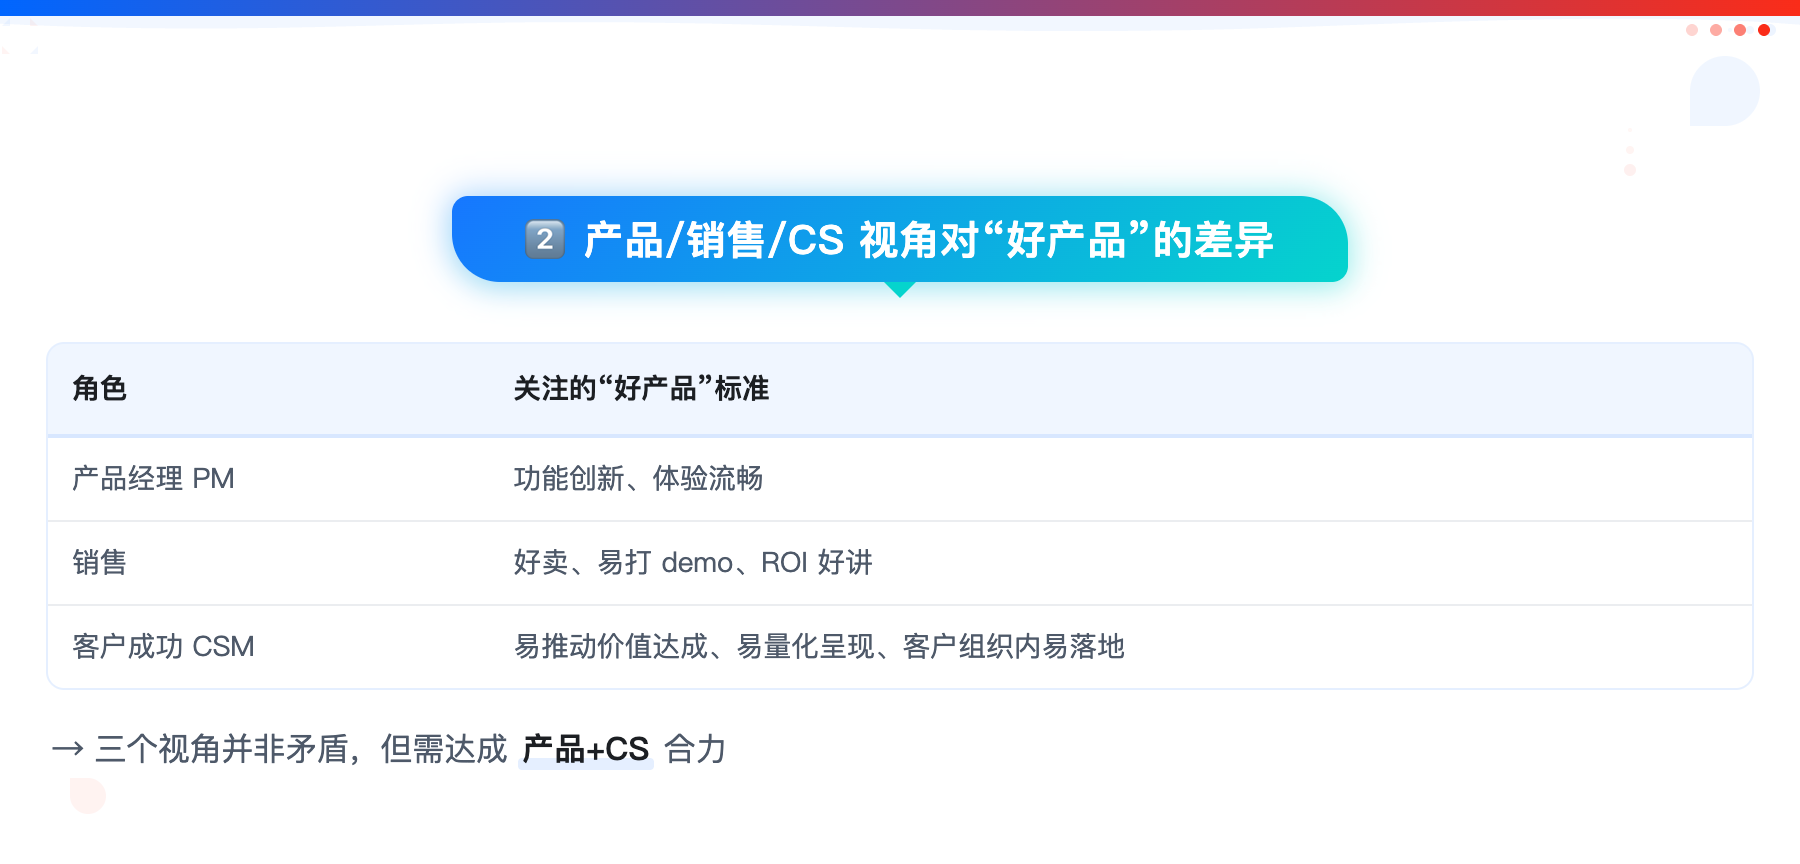 2️⃣ 产品/销售/CS 视角对“好产品”的差异
角色 关注的“好产品”标准
产品经理 PM 功能创新、体验流畅
销售 好卖、易打 demo、ROI 好讲
客户成功 CSM 易推动价值达成、易量化呈现、客户组织内易落地
→ 三个视角并非矛盾，但需达成 产品+CS 合力